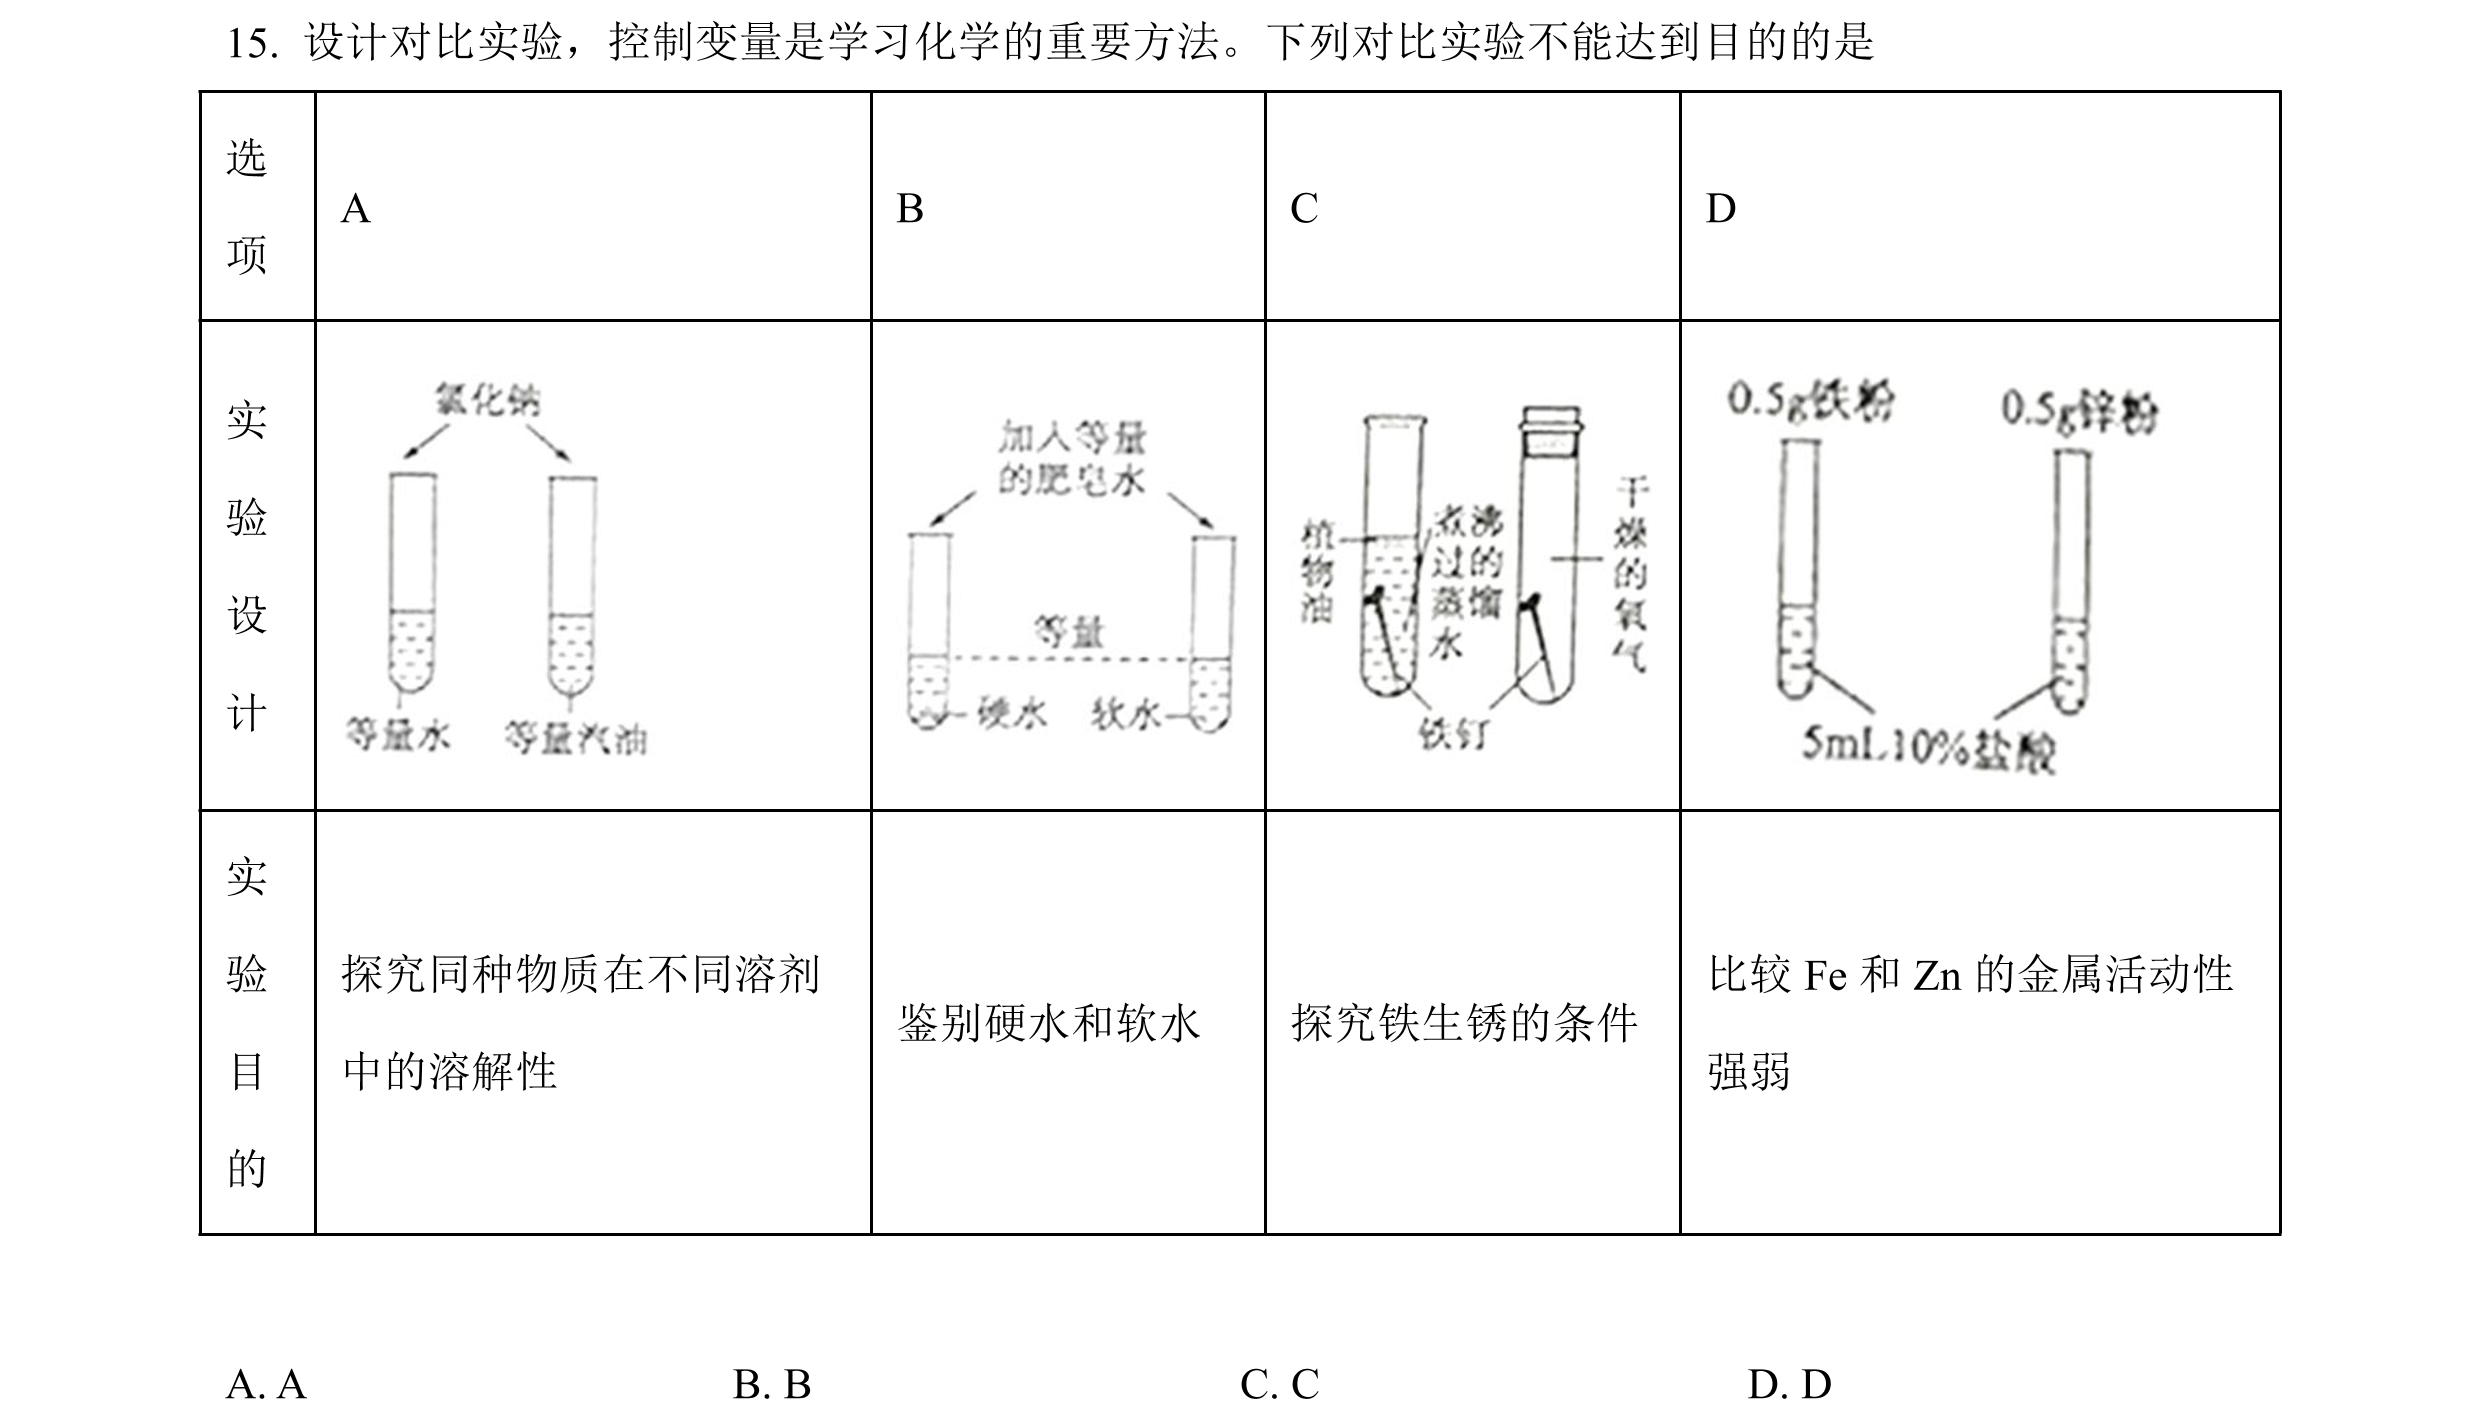 15. 设计对比实验，控制变量是学习化学的重要方法。下列对比实验不能达到目的的是
选项
A
B
C
D
实验设计
氯化钠
等量水
等量汽油
加入等量
的肥皂水
等量
硬水
软水
植物油
煮沸
过的
蒸馏
水
干燥的氧气
铁钉
0.5g铁粉
0.5g锌粉
5mL10%盐酸
实验目的
探究同种物质在不同溶剂
中的溶解性
鉴别硬水和软水
探究铁生锈的条件
比较 Fe 和 Zn 的金属活动性
强弱
A. A
B. B
C. C
D. D